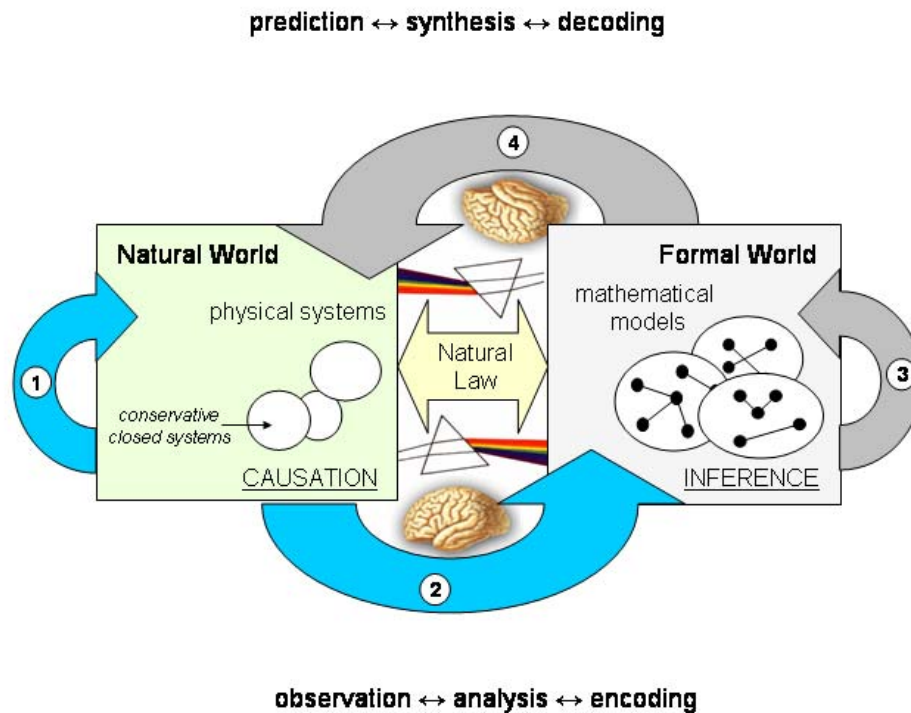 prediction ↔ synthesis ↔ decoding
4
Natural World
Formal World
physical systems
mathematical
models
Natural
Law
1
3
conservative
closed systems
CAUSATION
INFERENCE
2
observation ↔ analysis ↔ encoding